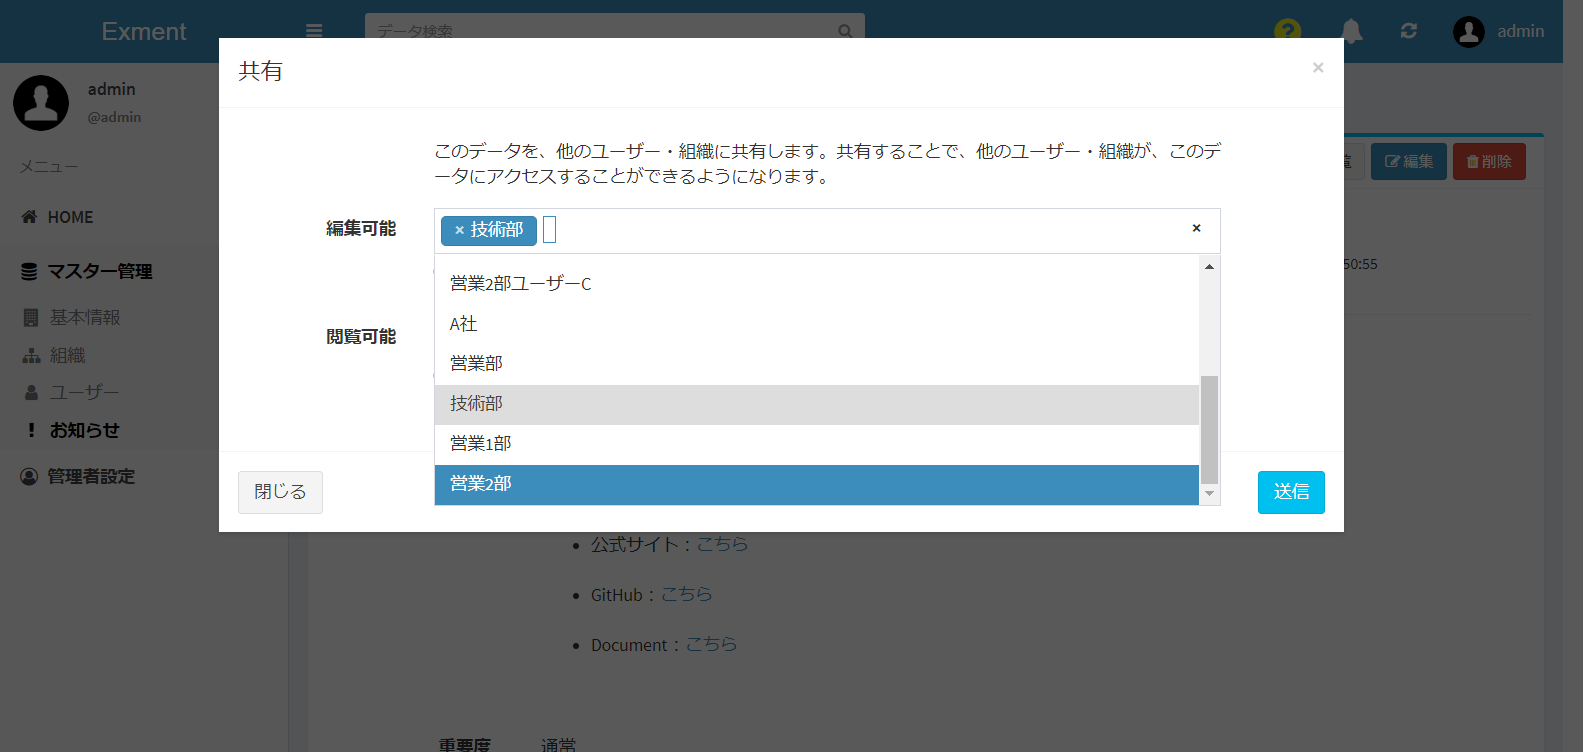 Exment
データ検索
admin
admin
@admin
メニュー
HOME
マスター管理
基本情報
組織
ユーザー
お知らせ
管理者設定
編集
削除
50:55
共有
×
このデータを、他のユーザー・組織に共有します。共有することで、他のユーザー・組織が、このデ
ータにアクセスすることができるようになります。
編集可能
× 技術部
×
営業2部ユーザーC
A社
営業部
技術部
営業1部
営業2部
閲覧可能
閉じる
送信
公式サイト：こちら
GitHub：こちら
Document：こちら
重要度 通常